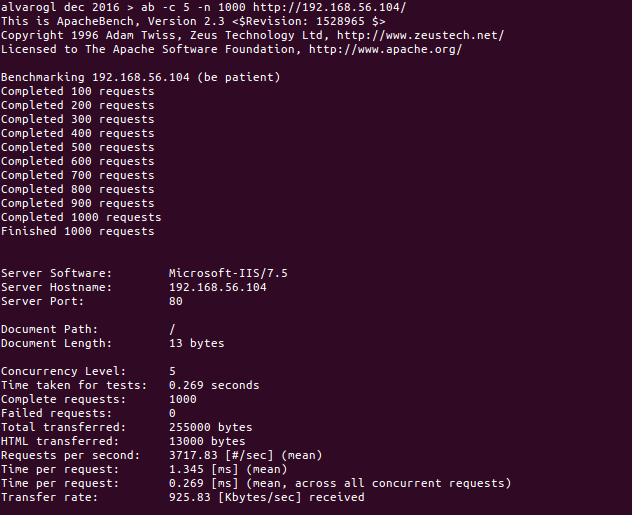 alvarogl dec 2016 > ab -c 5 -n 1000 http://192.168.56.104/
This is ApacheBench, Version 2.3 <$Revision: 1528965 $>
Copyright 1996 Adam Twiss, Zeus Technology Ltd, http://www.zeustech.net/
Licensed to The Apache Software Foundation, http://www.apache.org/

Benchmarking 192.168.56.104 (be patient)
Completed 100 requests
Completed 200 requests
Completed 300 requests
Completed 400 requests
Completed 500 requests
Completed 600 requests
Completed 700 requests
Completed 800 requests
Completed 900 requests
Completed 1000 requests
Finished 1000 requests

Server Software:        Microsoft-IIS/7.5
Server Hostname:        192.168.56.104
Server Port:            80

Document Path:          /
Document Length:        13 bytes

Concurrency Level:      5
Time taken for tests:   0.269 seconds
Complete requests:      1000
Failed requests:        0
Total transferred:      255000 bytes
HTML transferred:       13000 bytes
Requests per second:    3717.83 [#/sec] (mean)
Time per request:       1.345 [ms] (mean)
Time per request:       0.269 [ms] (mean, across all concurrent requests)
Transfer rate:          925.83 [Kbytes/sec] received